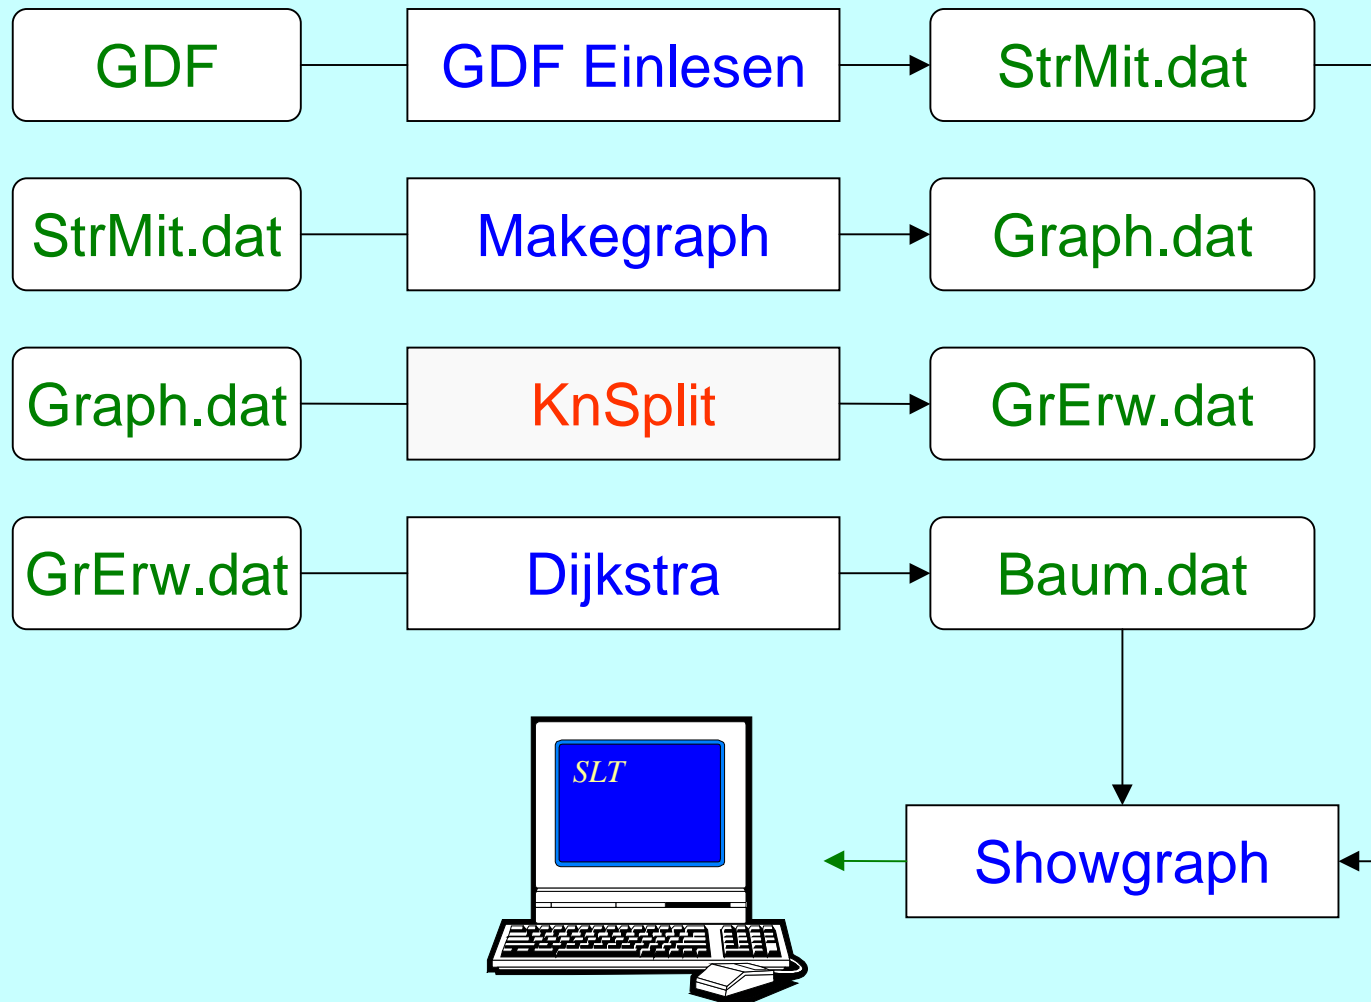 GDF
GDF Einlesen
StrMit.dat
StrMit.dat
Makegraph
Graph.dat
Graph.dat
KnSplit
GrErw.dat
GrErw.dat
Dijkstra
Baum.dat
SLT
Showgraph